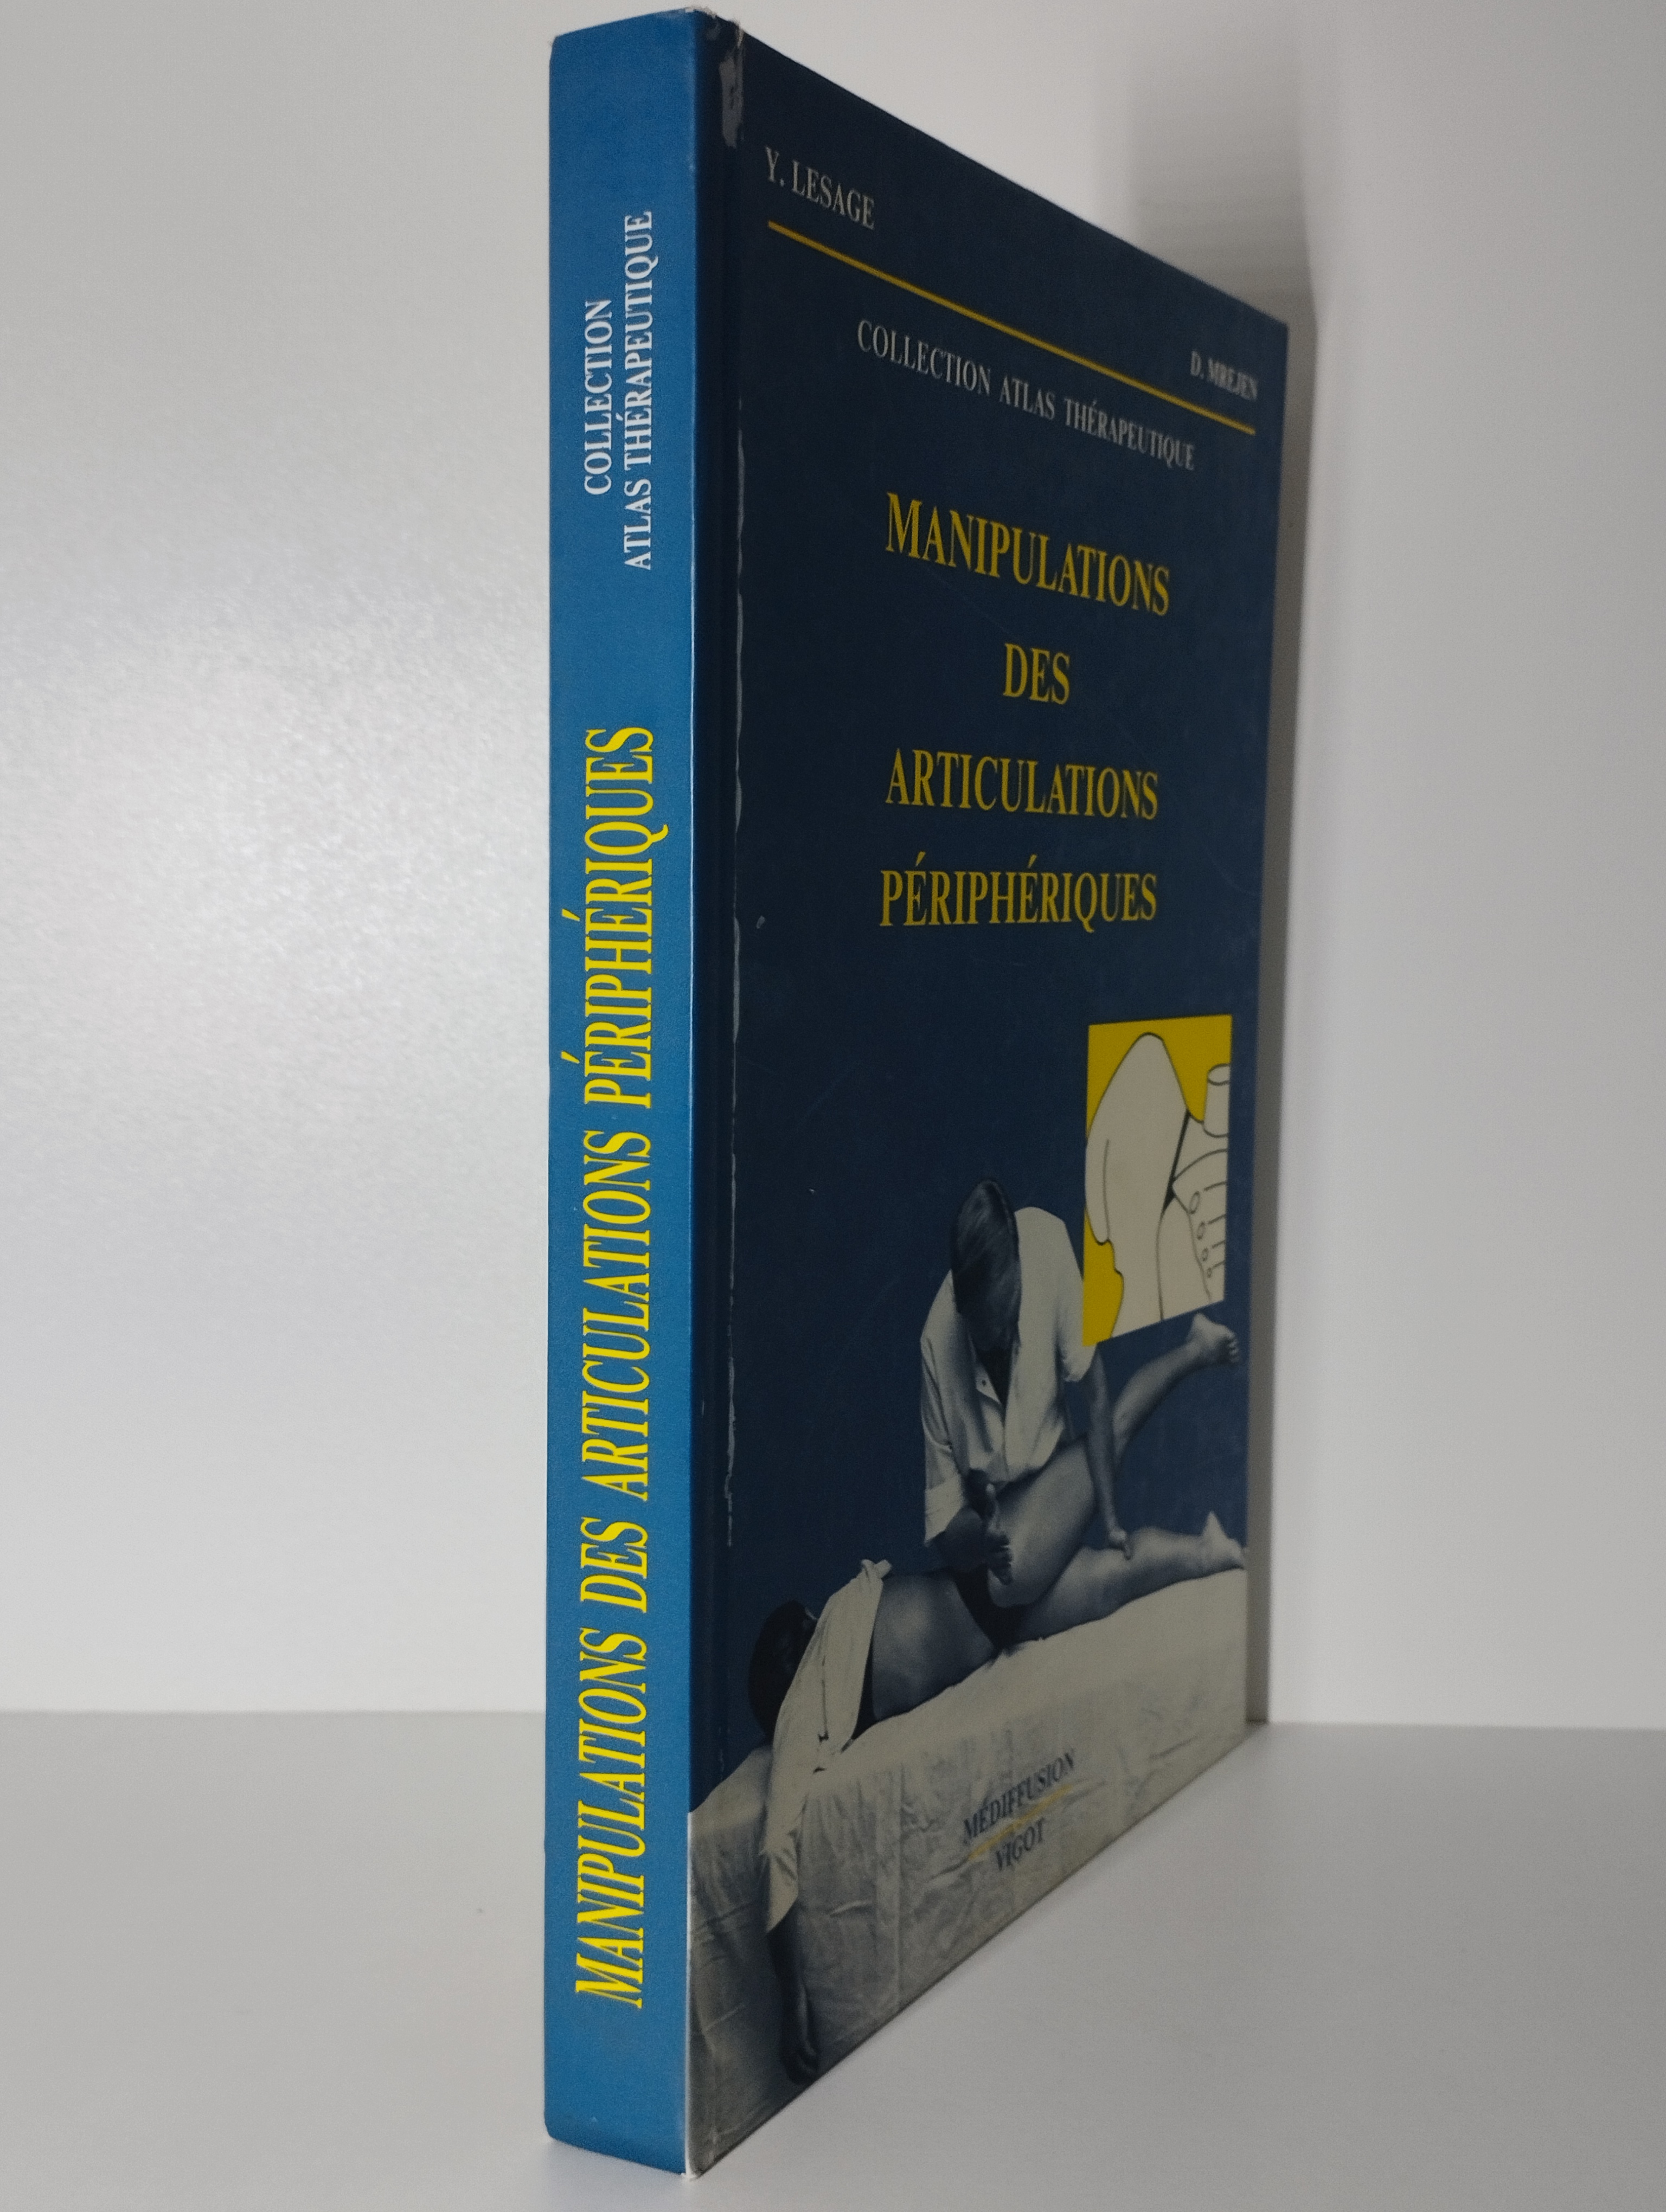 COLLECTION
ATLAS THÉRAPEUTIQUE
MANIPULATIONS DES ARTICULATIONS PÉRIPHÉRIQUES
Y. LESAGE
D. MREJEN
COLLECTION ATLAS THÉRAPEUTIQUE
MANIPULATIONS
DES
ARTICULATIONS
PÉRIPHÉRIQUES
MÉDIFFUSION
VIGOT